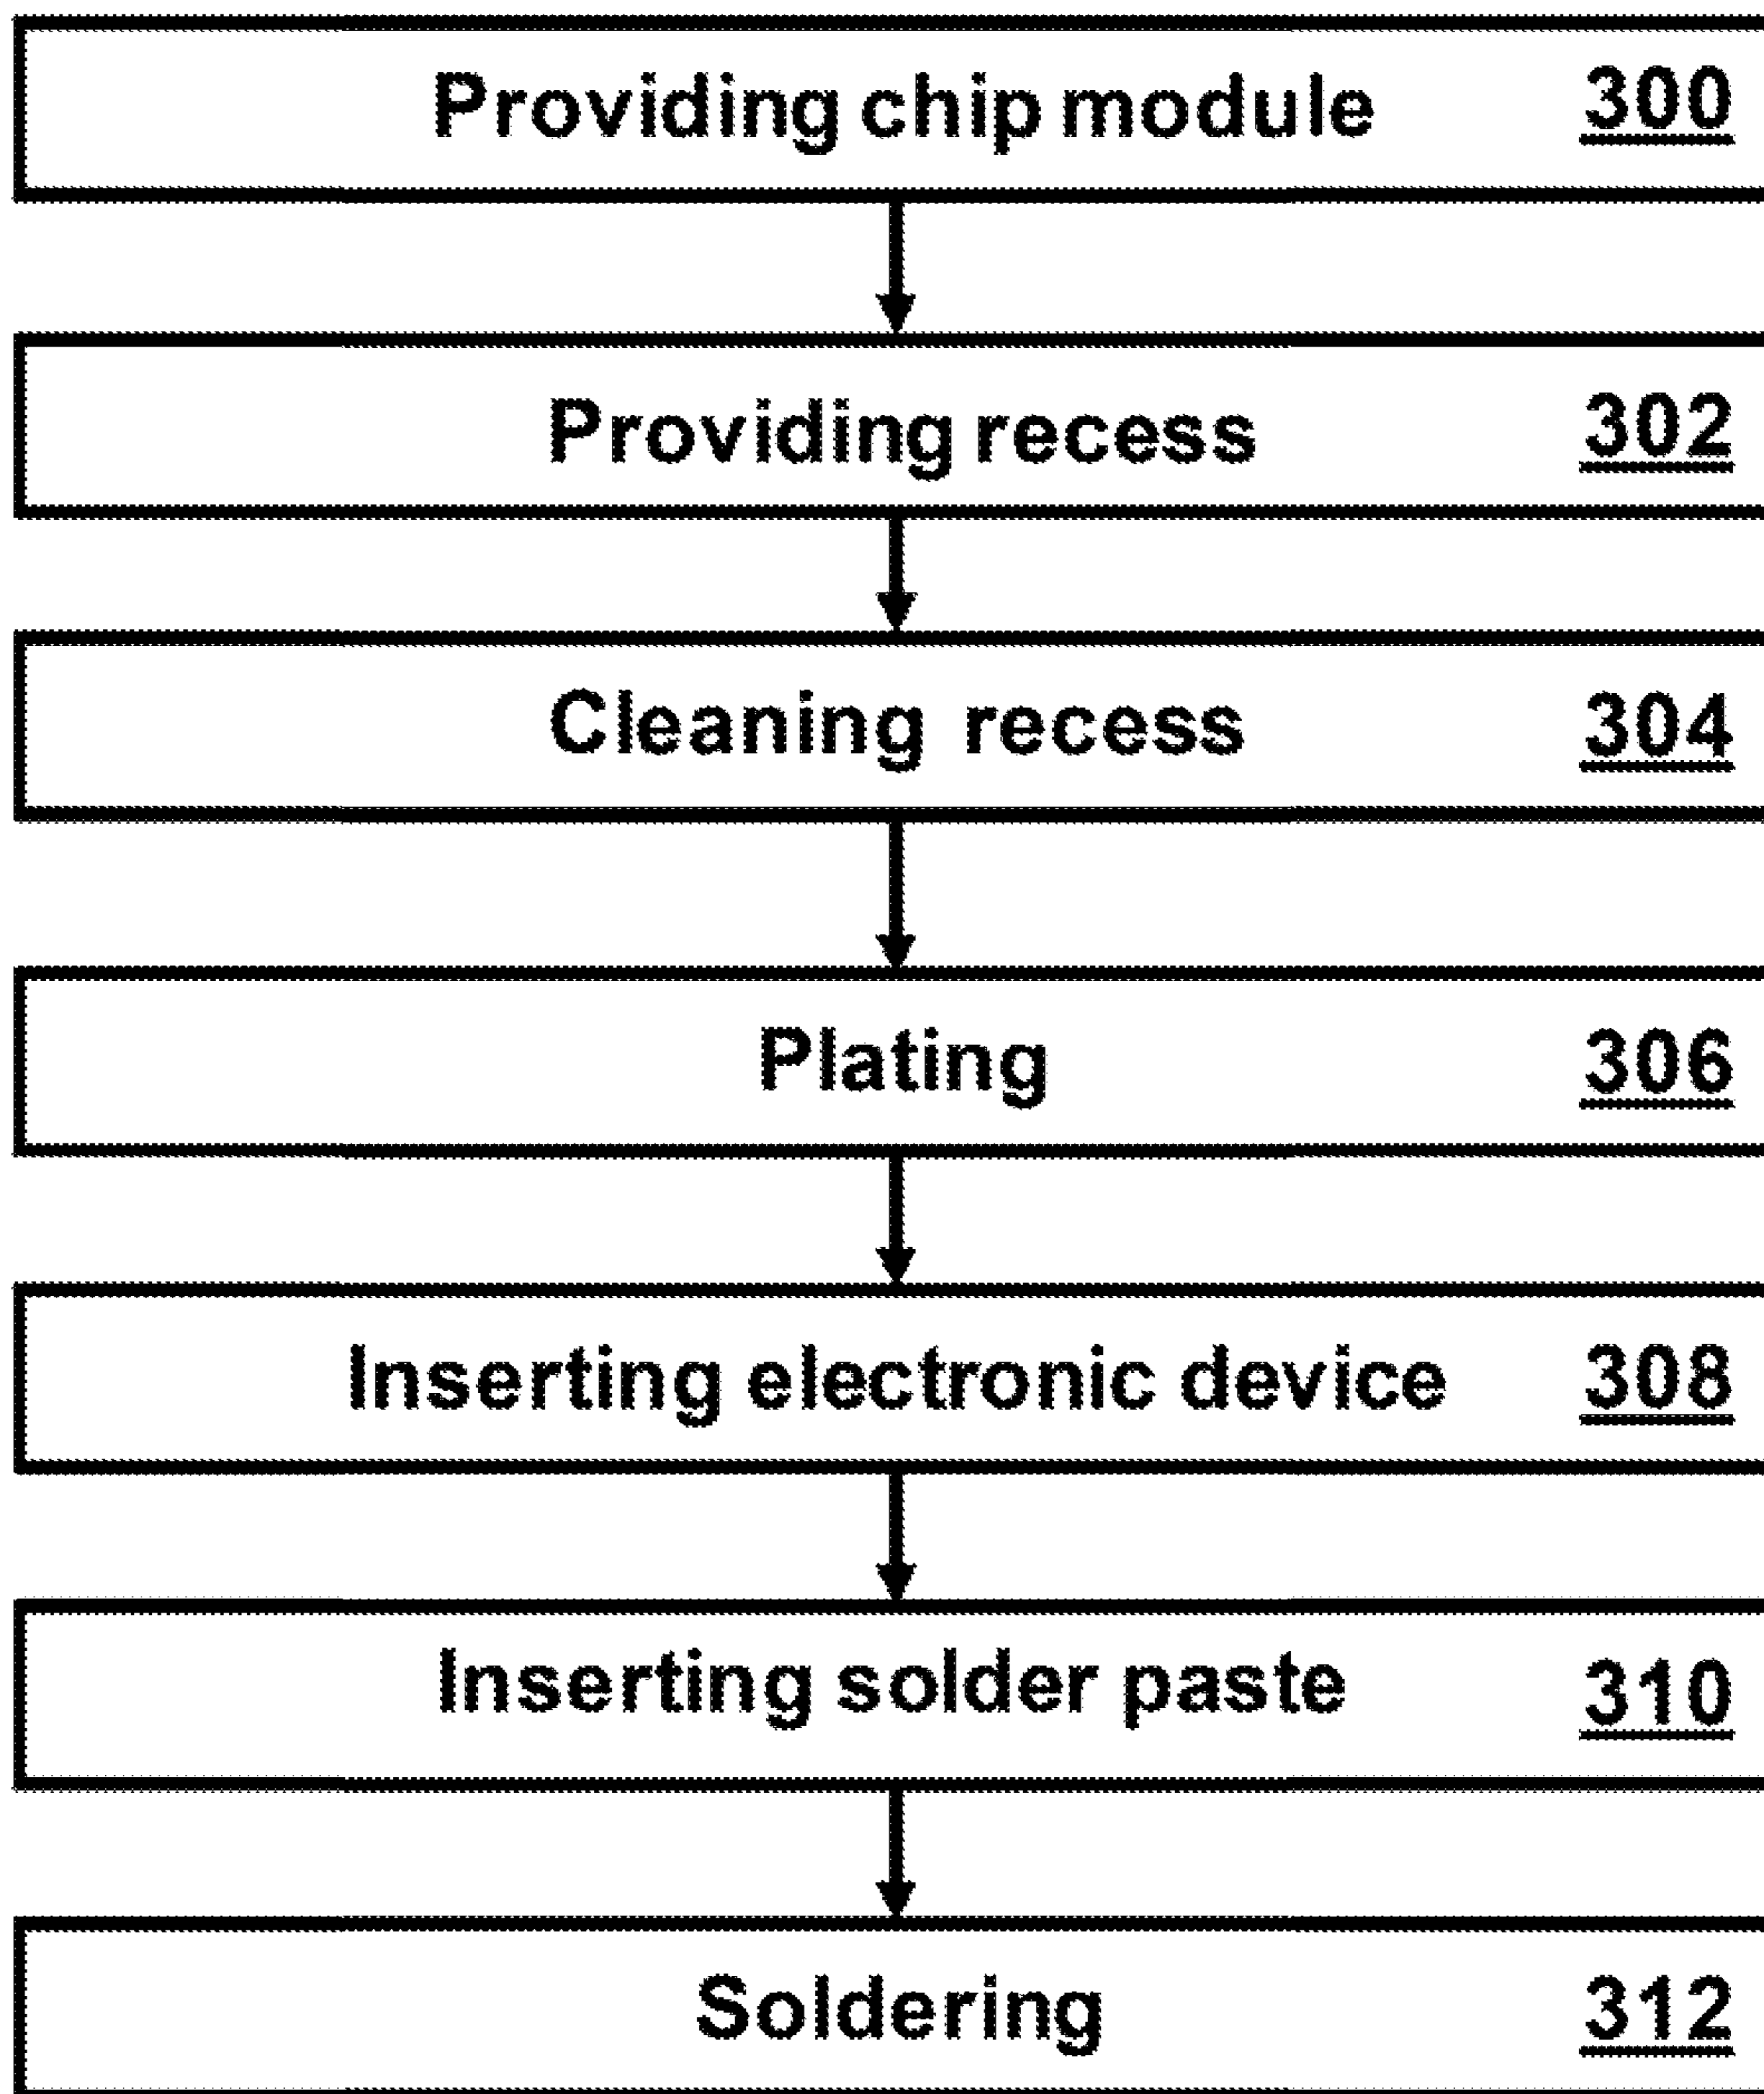 Providing chip module 300
Providing recess 302
Cleaning recess 304
Plating 306
Inserting electronic device 308
Inserting solder paste 310
Soldering 312